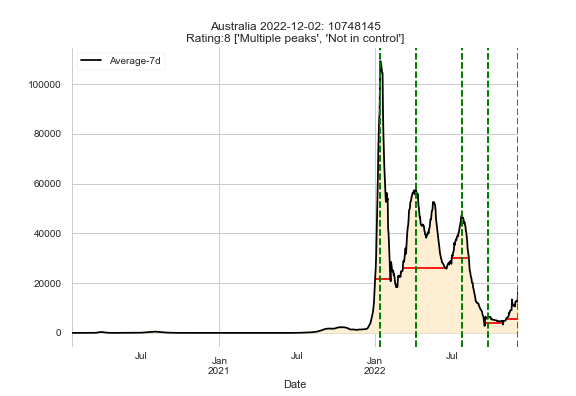 Australia 2022-12-02: 10748145
Rating:8 ['Multiple peaks', 'Not in control']
Average-7d
100000
80000
60000
40000
20000
0
Jul
Jan
2021
Jul
Jan
2022
Jul
Date